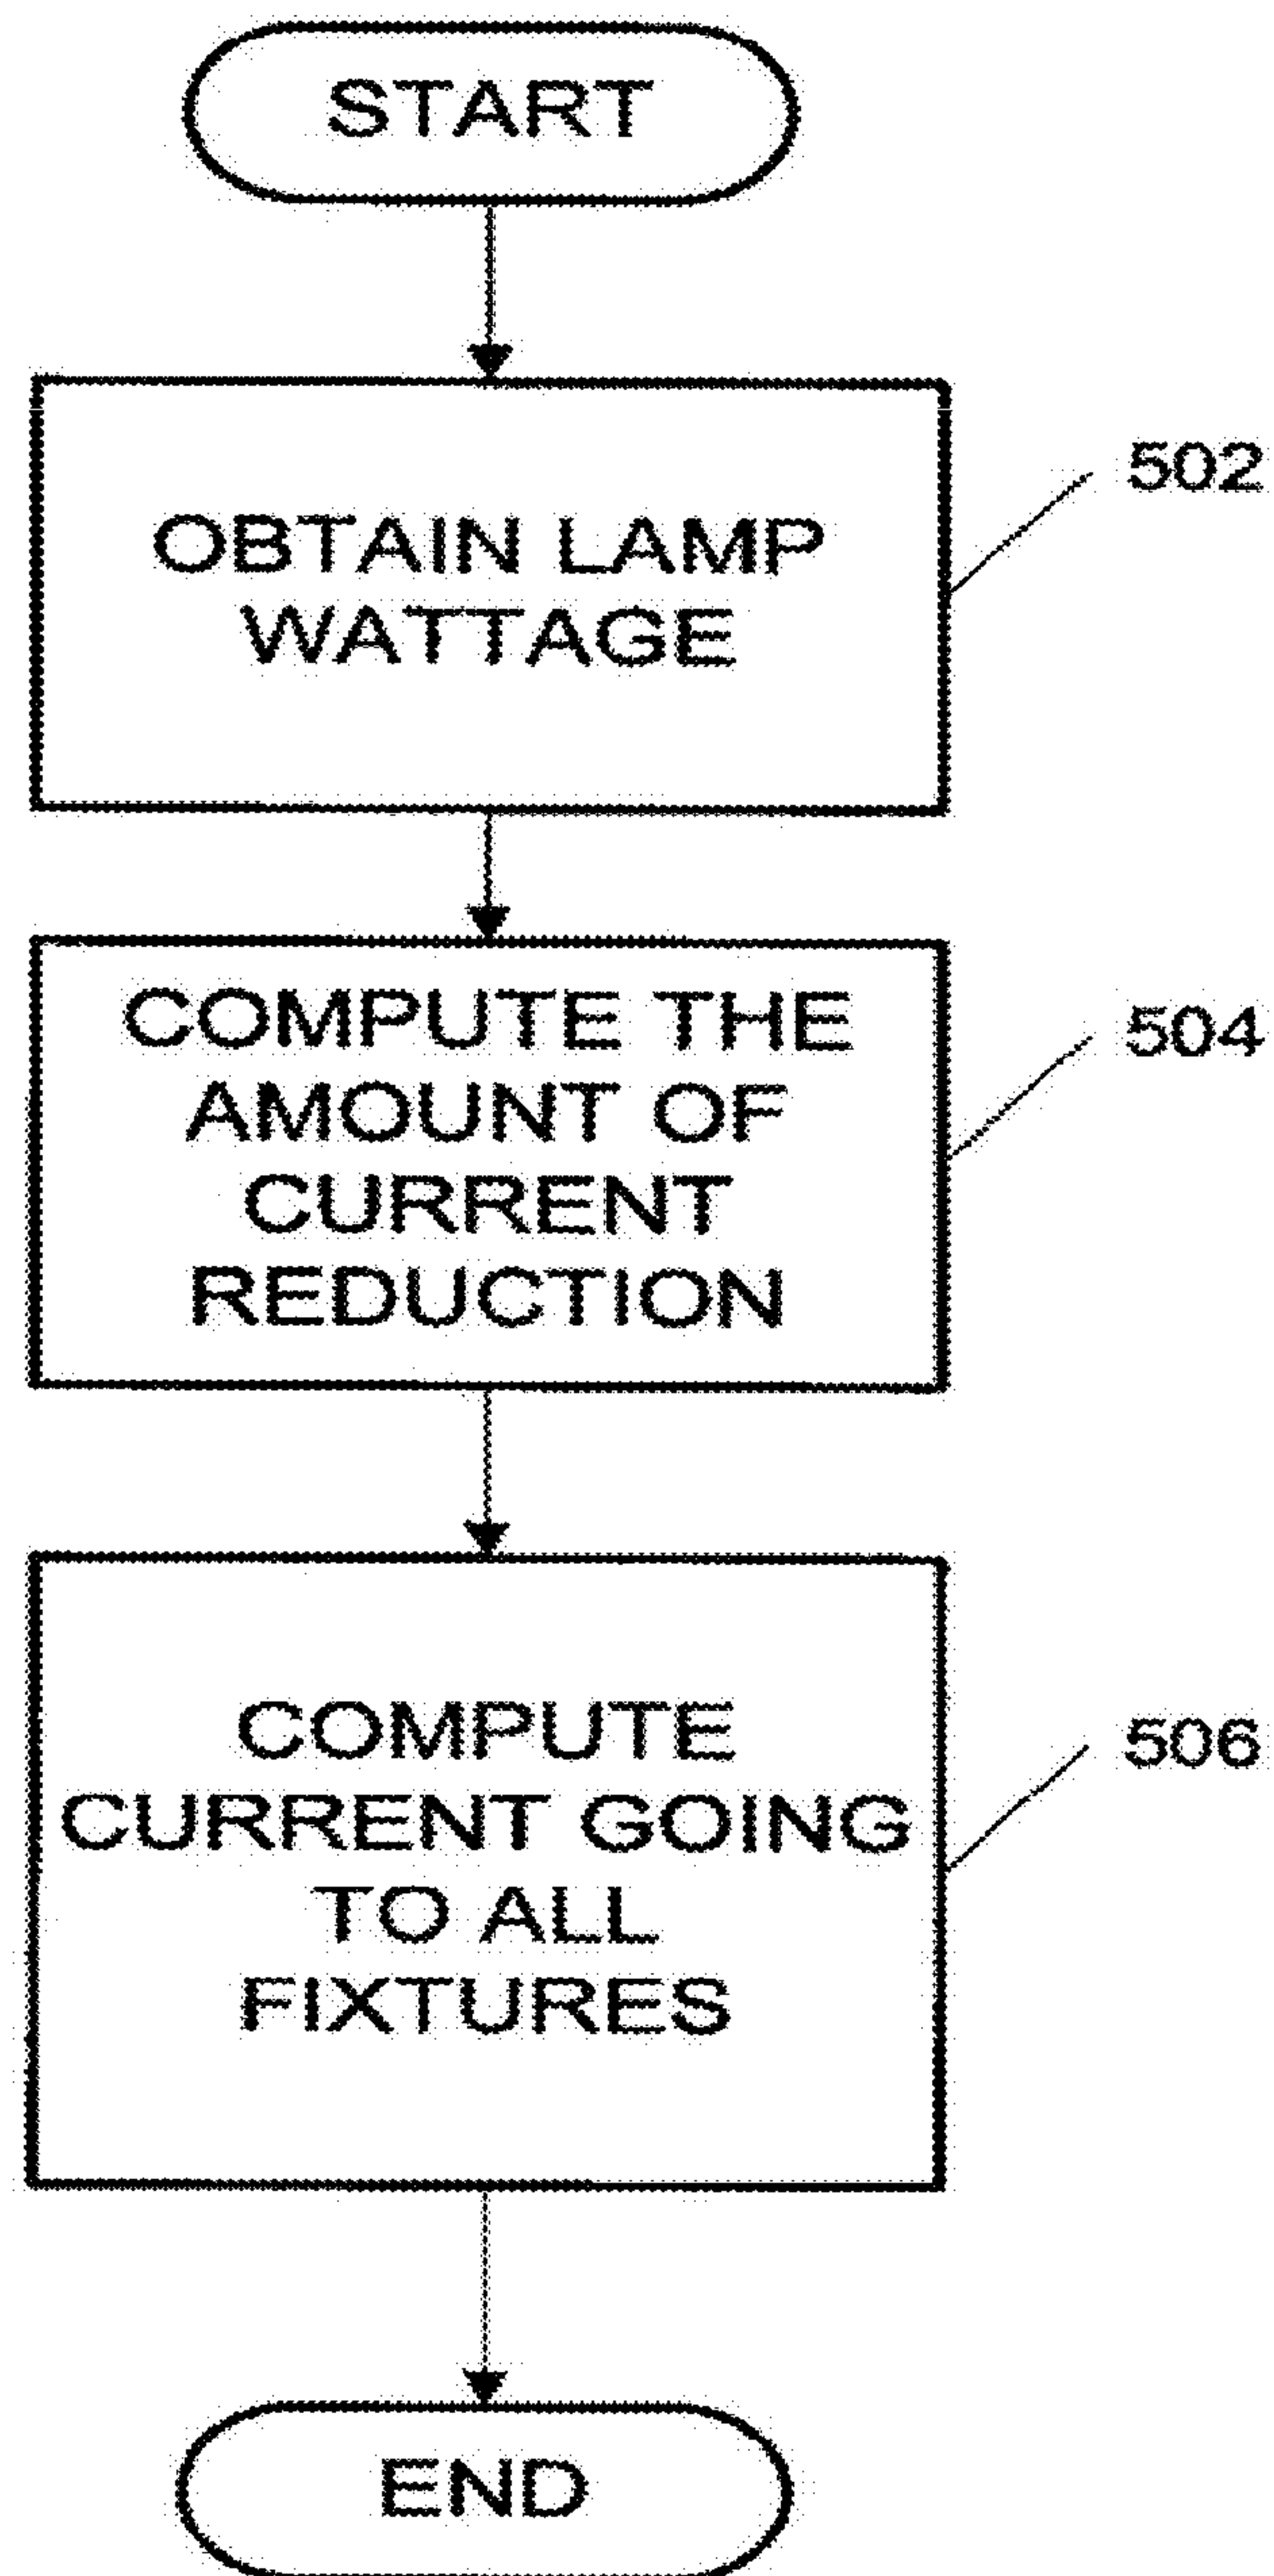 START
502
OBTAIN LAMP
WATTAGE
504
COMPUTE THE
AMOUNT OF
CURRENT
REDUCTION
506
COMPUTE
CURRENT GOING
TO ALL
FIXTURES
END